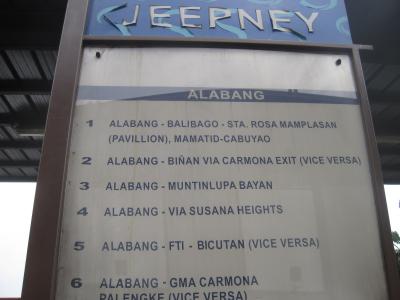 JEEPNEY
ALABANG
1 ALABANG - BALIBAGO - STA. ROSA MAMPLASAN
(PAVILLION), MAMATID-CABUYAO
2 ALABANG - BIÑAN VIA CARMONA EXIT (VICE VERSA)
3 ALABANG - MUNTINLUPA BAYAN
4 ALABANG - VIA SUSANA HEIGHTS
5 ALABANG - FTI - BICUTAN (VICE VERSA)
6 ALABANG - GMA CARMONA
PALENGKE (VICE VERSA)